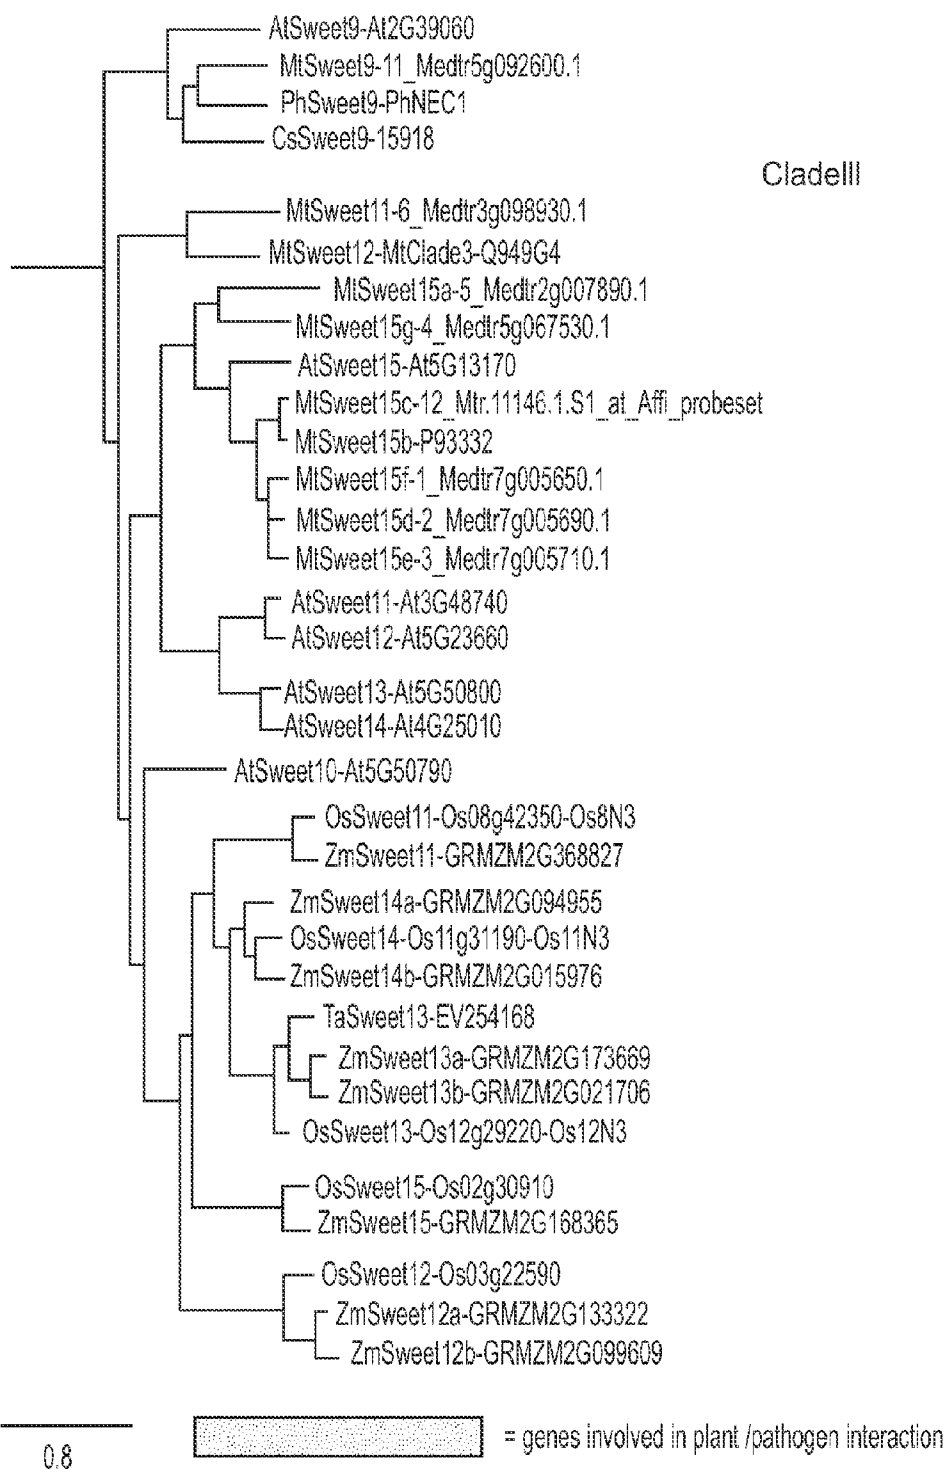 AtSweet9-At2G39060
MtSweet9-11_Medtr5g092600.1
PhSweet9-PhNEC1
CsSweet9-15918
CladeIII
MtSweet11-6_Medtr3g098930.1
MtSweet12-MtClade3-Q949G4
MtSweet15a-5_Medtr2g007890.1
MtSweet15g-4_Medtr5g067530.1
AtSweet15-At5G13170
MtSweet15c-12_Mtr.11146.1.S1_at_Affi_probeset
MtSweet15b-P93332
MtSweet15f-1_Medtr7g005650.1
MtSweet15d-2_Medtr7g005690.1
MtSweet15e-3_Medtr7g005710.1
AtSweet11-At3G48740
AtSweet12-At5G23660
AtSweet13-At5G50800
AtSweet14-At4G25010
AtSweet10-At5G50790
OsSweet11-Os08g42350-Os8N3
ZmSweet11-GRMZM2G368827
ZmSweet14a-GRMZM2G094955
OsSweet14-Os11g31190-Os11N3
ZmSweet14b-GRMZM2G015976
TaSweet13-EV254168
ZmSweet13a-GRMZM2G173669
ZmSweet13b-GRMZM2G021706
OsSweet13-Os12g29220-Os12N3
OsSweet15-Os02g30910
ZmSweet15-GRMZM2G168365
OsSweet12-Os03g22590
ZmSweet12a-GRMZM2G133322
ZmSweet12b-GRMZM2G099609
0.8
= genes involved in plant /pathogen interaction